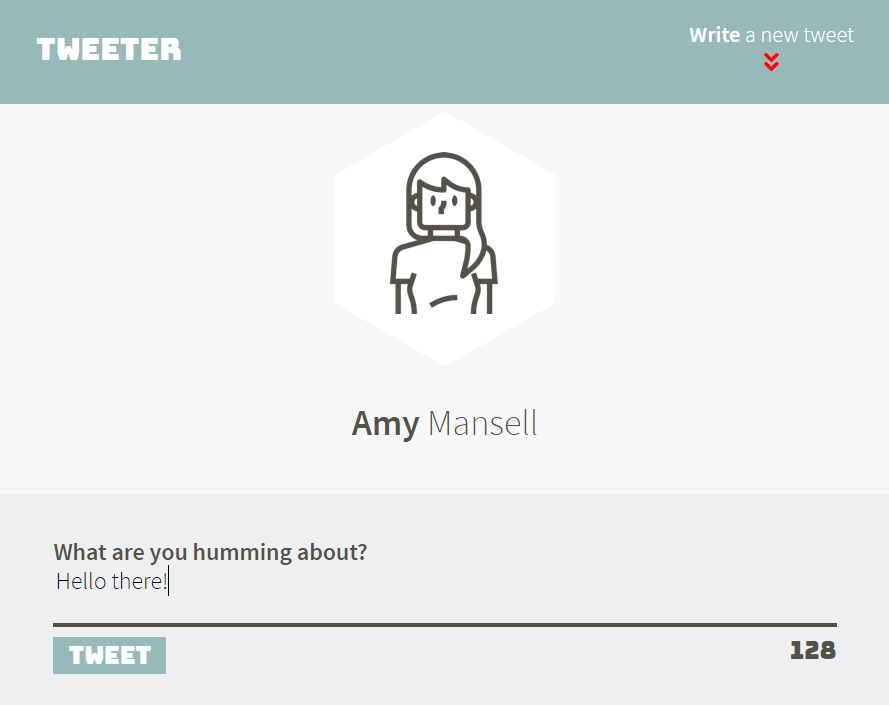 TWEETER
Write a new tweet
Amy Mansell
What are you humming about?
Hello there!
TWEET
128